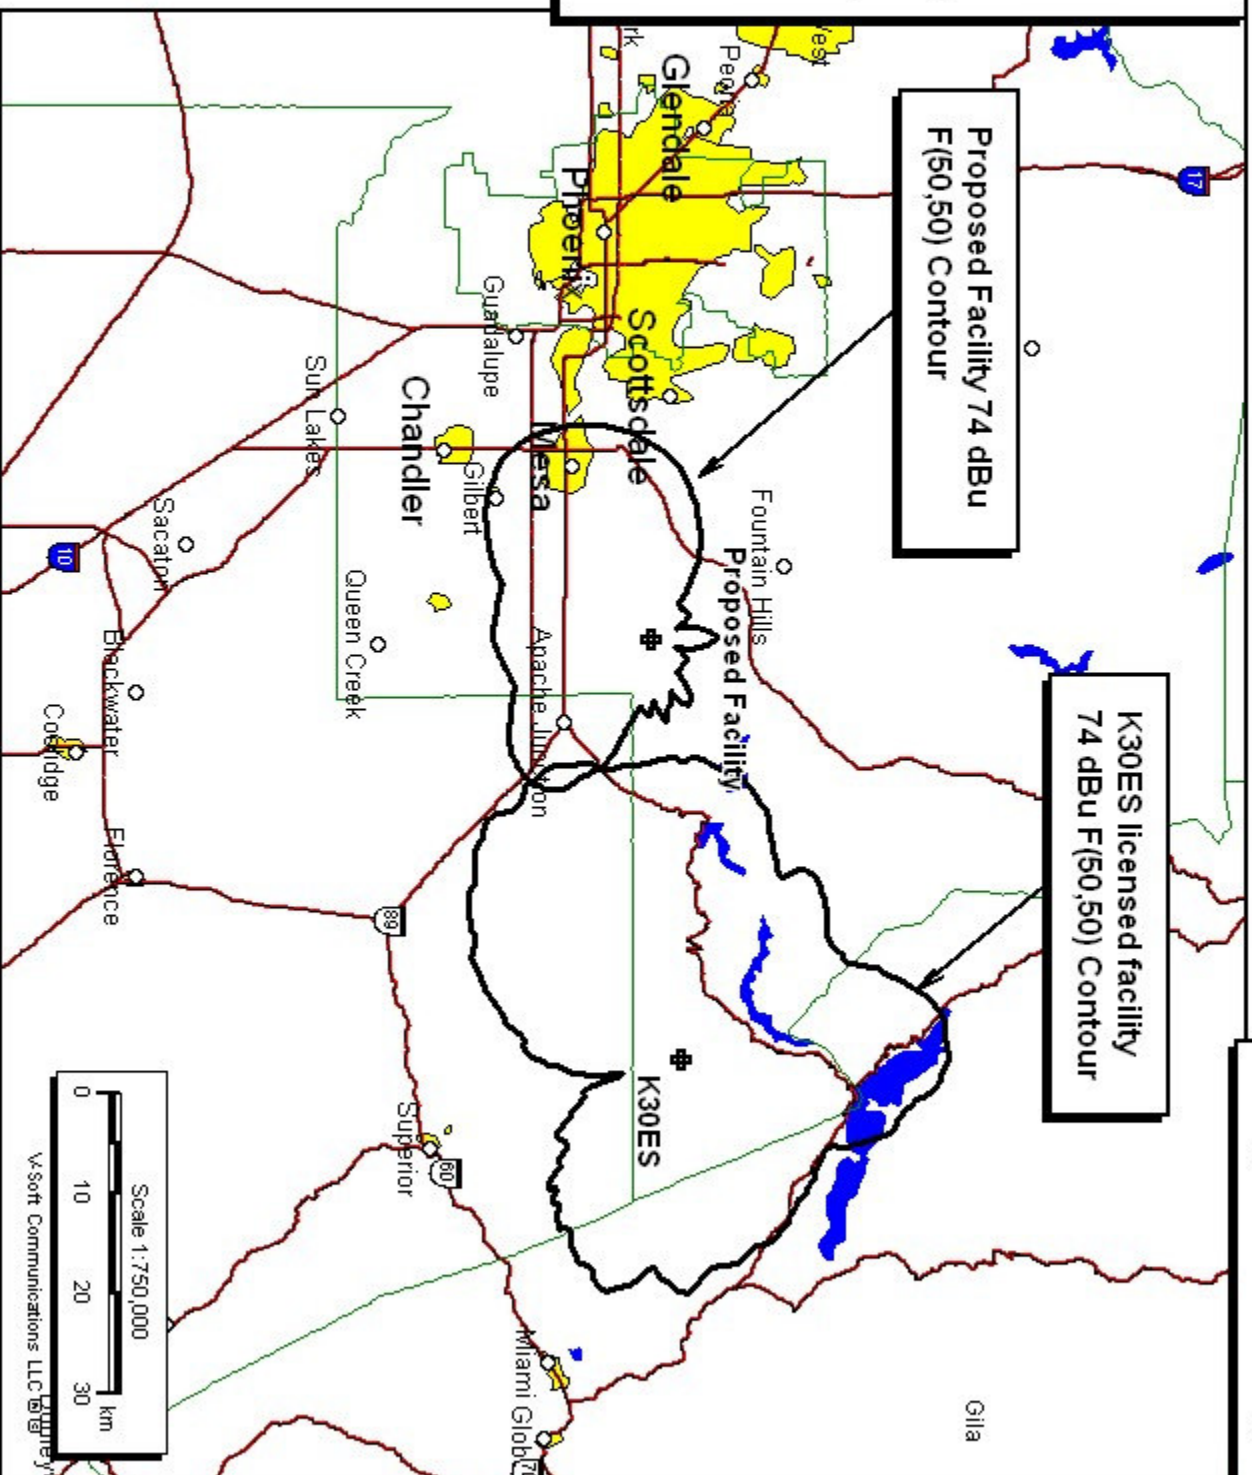 17
Proposed Facility 74 dBu
F(50,50) Contour
K30ES licensed facility
74 dBu F(50,50) Contour
Gila
Peoria
Glendale
Phoenix
Scottsdale
Fountain Hills
Proposed Facility
Guadalupe
Mesa
Gilbert
Chandler
Sun Lakes
Apache Junction
Queen Creek
K30ES
Sacaton
10
Blackwater
Coolidge
Florence
89
Superior
60
Miami
Scale 1:750,000
0 10 20 30
km
V-Soft Communications LLC